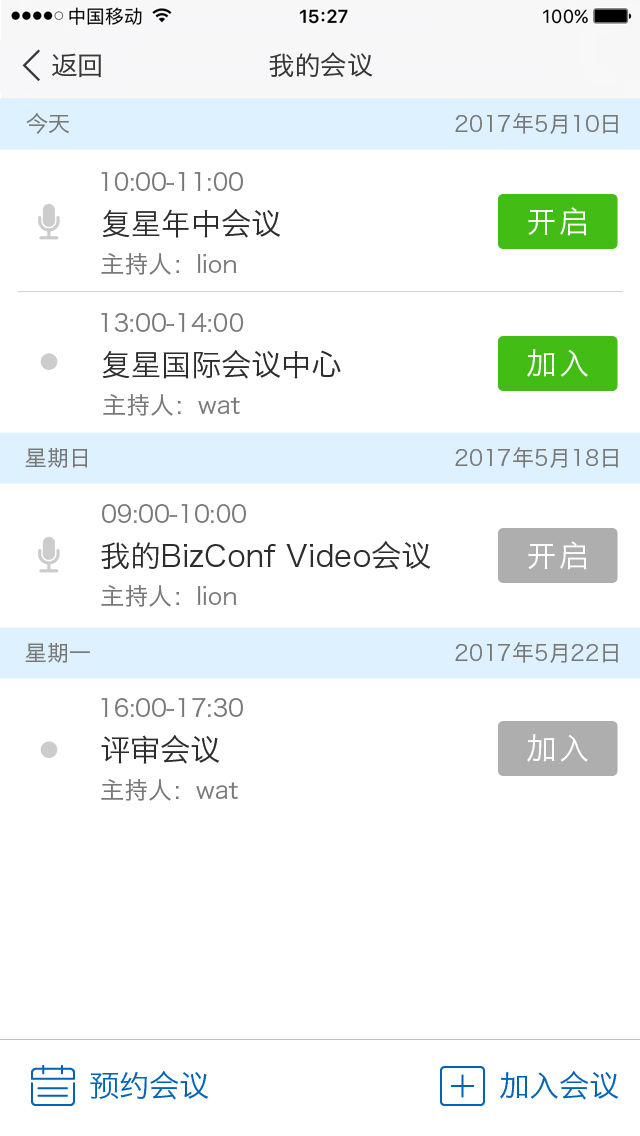 中国移动 15:27 100%
返回 我的会议
今天 2017年5月10日
10:00-11:00
复星年中会议 开启
主持人：lion
13:00-14:00
复星国际会议中心 加入
主持人：wat
星期日 2017年5月18日
09:00-10:00
我的BizConf Video会议 开启
主持人：lion
星期一 2017年5月22日
16:00-17:30
评审会议 加入
主持人：wat
预约会议 加入会议